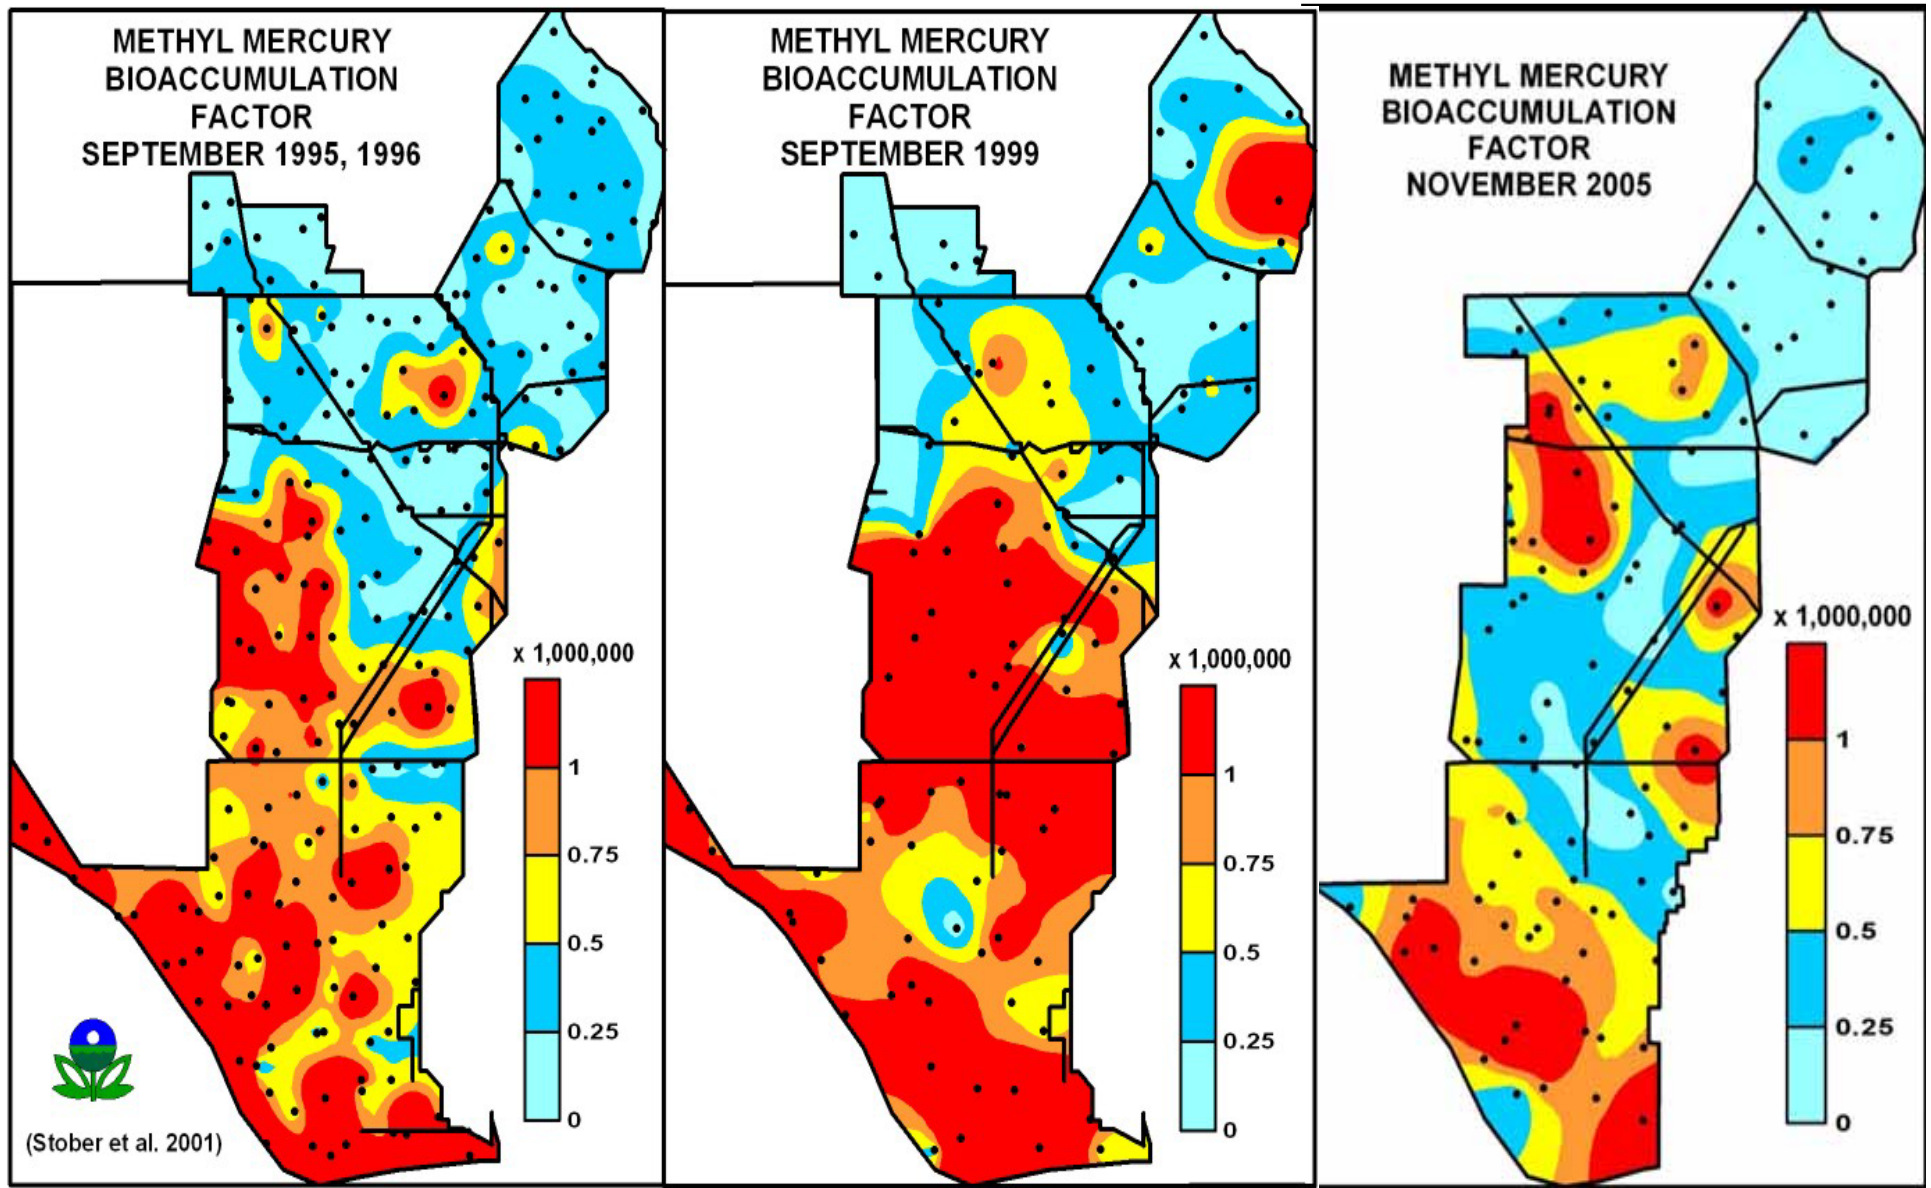 METHYL MERCURY
BIOACCUMULATION
FACTOR
SEPTEMBER 1995, 1996
x 1,000,000
1
0.75
0.5
0.25
0
(Stober et al. 2001)
METHYL MERCURY
BIOACCUMULATION
FACTOR
SEPTEMBER 1999
x 1,000,000
1
0.75
0.5
0.25
0
METHYL MERCURY
BIOACCUMULATION
FACTOR
NOVEMBER 2005
x 1,000,000
1
0.75
0.5
0.25
0